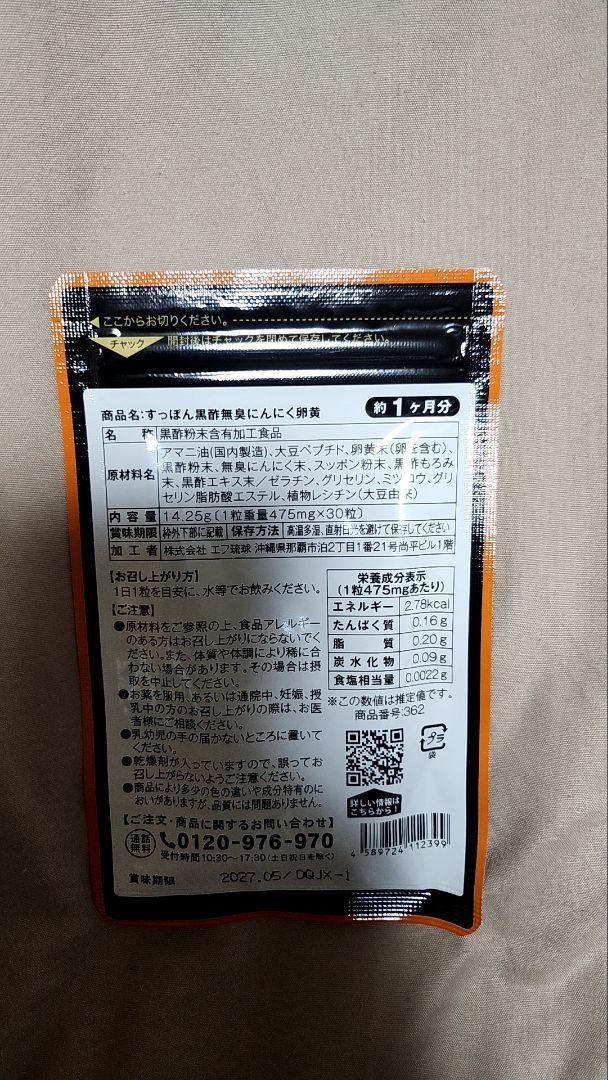 ◀ここからお切りください。
チャック
開封後はチャックを閉めて保存してください。
商品名:すっぽん黒酢無臭にんにく卵黄
約1ヶ月分
名称 黒酢粉末含有加工食品
原材料名 アマニ油(国内製造)、大豆ペプチド、卵黄末(卵を含む)、
黒酢粉末、無臭にんにく末、スッポン粉末、黒酢もろみ
末、黒酢エキス末/ゼラチン、グリセリン、ミツロウ、グリ
セリン脂肪酸エステル、植物レシチン(大豆由来)
内容量 14.25g(1粒重量475mg×30粒)
賞味期限 枠外下部に記載 保存方法 高温多湿、直射日光を避けて保存してください
加工者 株式会社 エフ琉球 沖縄県那覇市泊2丁目1番21号尚平ビル1階
【お召し上がり方】
1日1粒を目安に、水等でお飲みください。
【ご注意】
●原材料をご参照の上、食品アレルギー
のある方はお召し上がりにならないでく
ださい。また、体質や体調により稀に合
わない場合があります。その場合は摂
取を中止してください。
●お薬を服用、あるいは通院中、妊娠、授
乳中の方のお召し上がりの際は、お医
者様にご相談ください。
●乳幼児の手の届かないところに置いて
ください。
●乾燥剤が入っていますので、誤ってお
召し上がらないようご注意ください。
●商品により多少の色の違いや成分特有のに
おいがありますが、品質には問題ありません。
栄養成分表示
(1粒475mgあたり)
エネルギー 2.78kcal
たんぱく質 0.16g
脂質 0.20g
炭水化物 0.09g
食塩相当量 0.0022g
※この数値は推定値です。
商品番号:362
プラ
袋
詳しい情報は
こちらから!
【ご注文・商品に関するお問い合わせ】
通話
無料
0120-976-970
受付時間10:30〜17:30(土日祝日を除く)
4 589724 112399
賞味期限 2027.05/DQJX-1